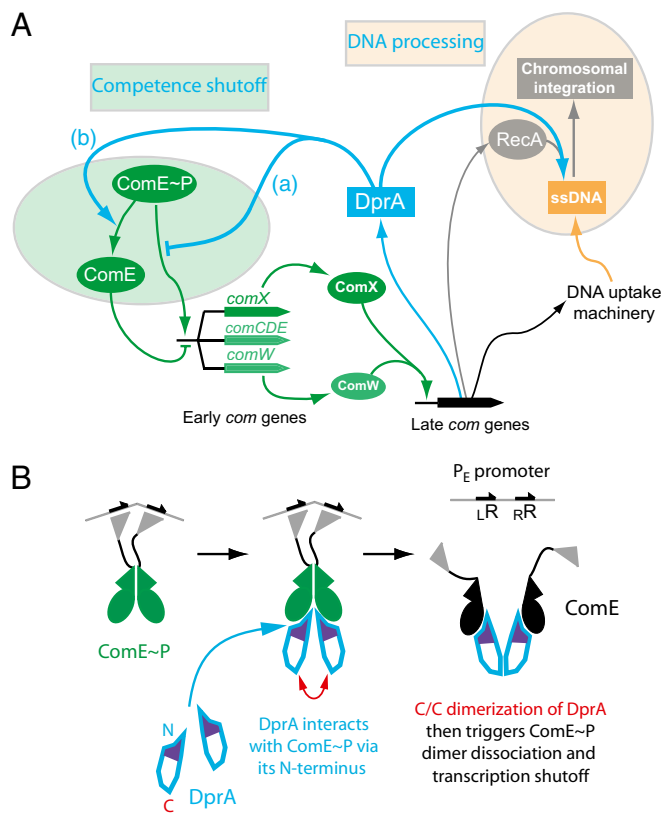 A
DNA processing
Competence shutoff
Chromosomal
integration
(b)
RecA
ComE~P
(a)
DprA
ssDNA
ComE
comX
ComX
DNA uptake
machinery
comCDE
comW
ComW
Early com genes
Late com genes
B
PE promoter
LR RR
ComE~P
ComE
N
DprA
C
DprA interacts
with ComE~P via
its N-terminus
C/C dimerization of DprA
then triggers ComE~P
dimer dissociation and
transcription shutoff